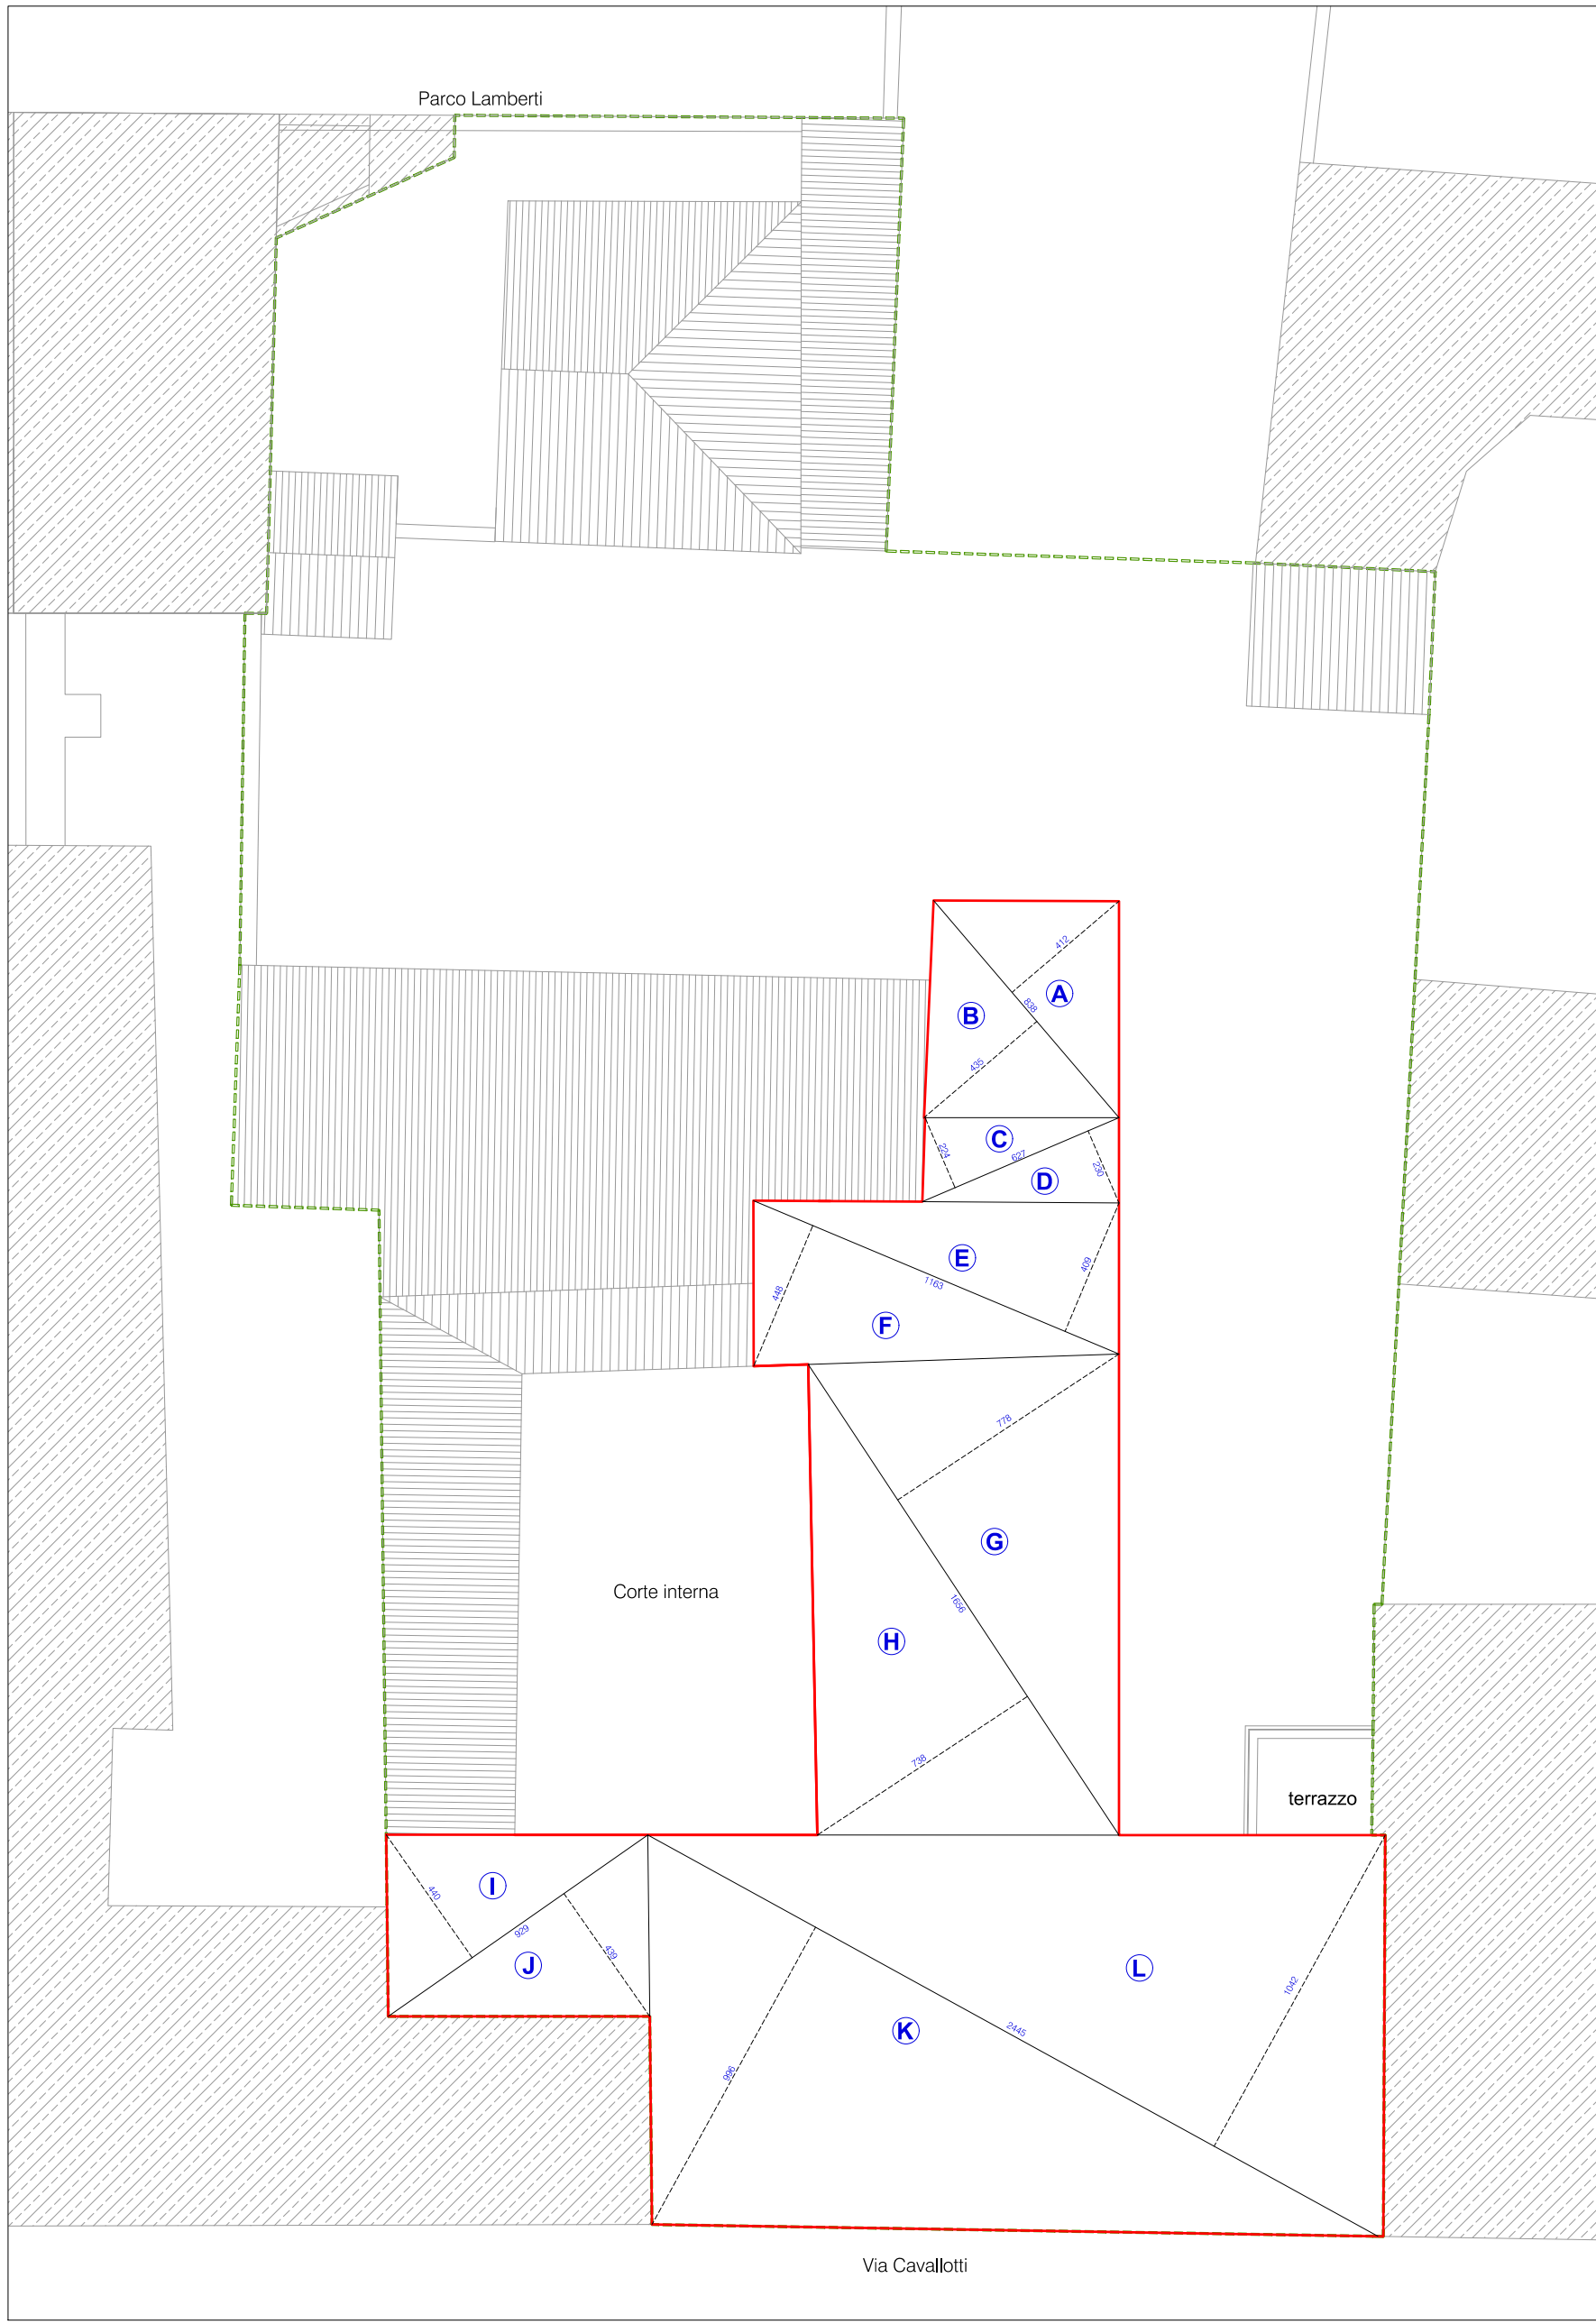 Parco Lamberti
412
A
838
B
435
C
224
627
230
D
E
409
1163
448
F
778
G
Corte interna
1656
H
738
terrazzo
I
440
929
439
J
L
1042
2445
K
996
Via Cavallotti